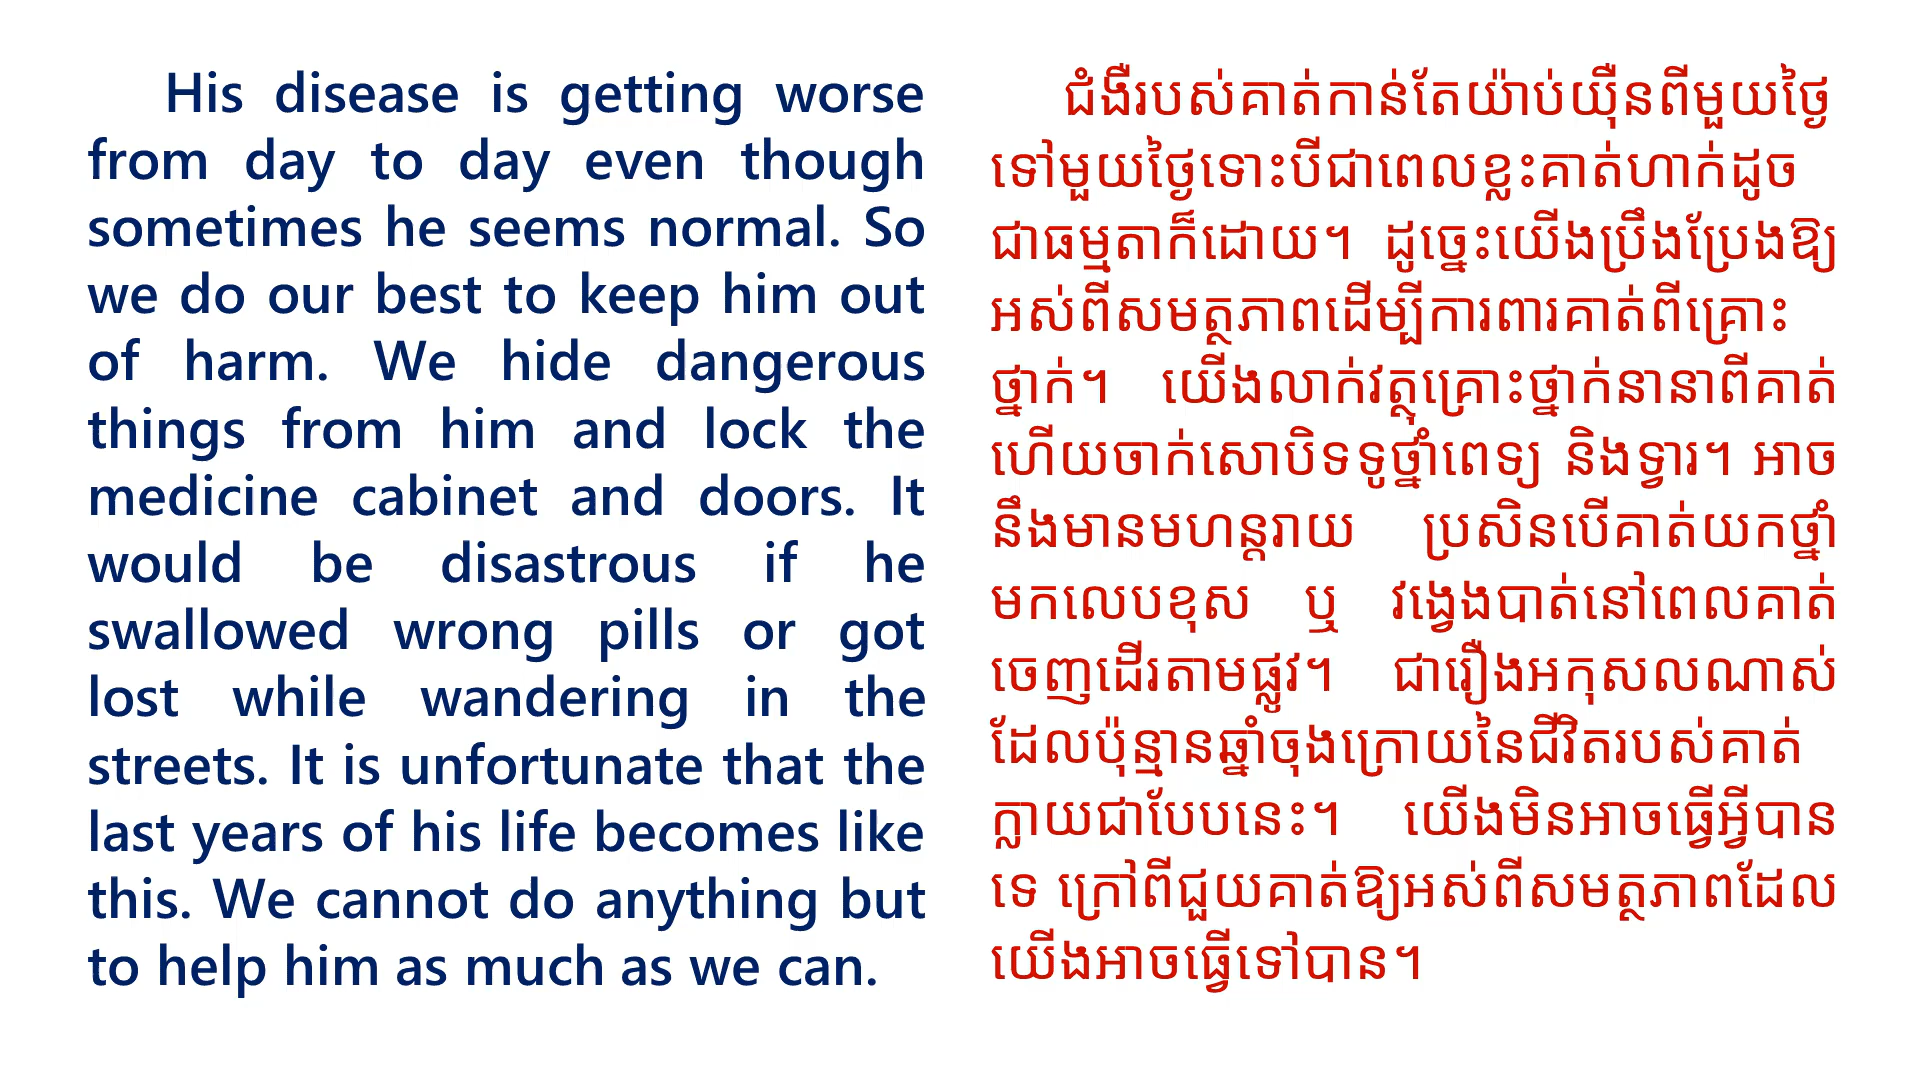 His disease is getting worse
from day to day even though
sometimes he seems normal. So
we do our best to keep him out
of harm. We hide dangerous
things from him and lock the
medicine cabinet and doors. It
would be disastrous if he
swallowed wrong pills or got
lost while wandering in the
streets. It is unfortunate that the
last years of his life becomes like
this. We cannot do anything but
to help him as much as we can.
ជំងឺរបស់គាត់កាន់តែយ៉ាប់យ៉ឺនពីមួយថ្ងៃ
ទៅមួយថ្ងៃទោះបីជាពេលខ្លះគាត់ហាក់ដូច
ជាធម្មតាក៏ដោយ។ ដូច្នេះយើងប្រឹងប្រែងឱ្យ
អស់ពីសមត្ថភាពដើម្បីការពារគាត់ពីគ្រោះ
ថ្នាក់។ យើងលាក់វត្ថុគ្រោះថ្នាក់នានាពីគាត់
ហើយចាក់សោបិទទូថ្នាំពេទ្យ និងទ្វារ។ អាច
នឹងមានមហន្តរាយ ប្រសិនបើគាត់យកថ្នាំ
មកលេបខុស ឬ វង្វេងបាត់នៅពេលគាត់
ចេញដើរតាមផ្លូវ។ ជារឿងអកុសលណាស់
ដែលប៉ុន្មានឆ្នាំចុងក្រោយនៃជីវិតរបស់គាត់
ក្លាយជាបែបនេះ។ យើងមិនអាចធ្វើអ្វីបាន
ទេ ក្រៅពីជួយគាត់ឱ្យអស់ពីសមត្ថភាពដែល
យើងអាចធ្វើទៅបាន។